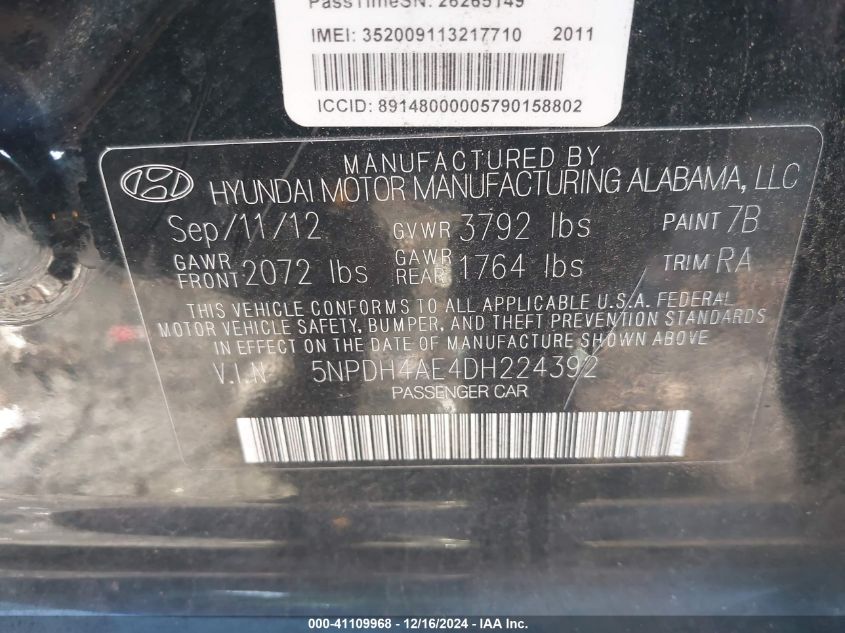 PassTimeSN: 26265149
IMEI: 352009113217710 2011
ICCID: 89148000005790158802
MANUFACTURED BY
HYUNDAI MOTOR MANUFACTURING ALABAMA, LLC
Sep/11/12 GVWR 3792 lbs PAINT 7B
GAWR FRONT 2072 lbs GAWR REAR 1764 lbs TRIM RA
THIS VEHICLE CONFORMS TO ALL APPLICABLE U.S.A. FEDERAL
MOTOR VEHICLE SAFETY, BUMPER, AND THEFT PREVENTION STANDARDS
IN EFFECT ON THE DATE OF MANUFACTURE SHOWN ABOVE
V.I.N 5NPDH4AE4DH224392
PASSENGER CAR
000-41109968 - 12/16/2024 - IAA Inc.